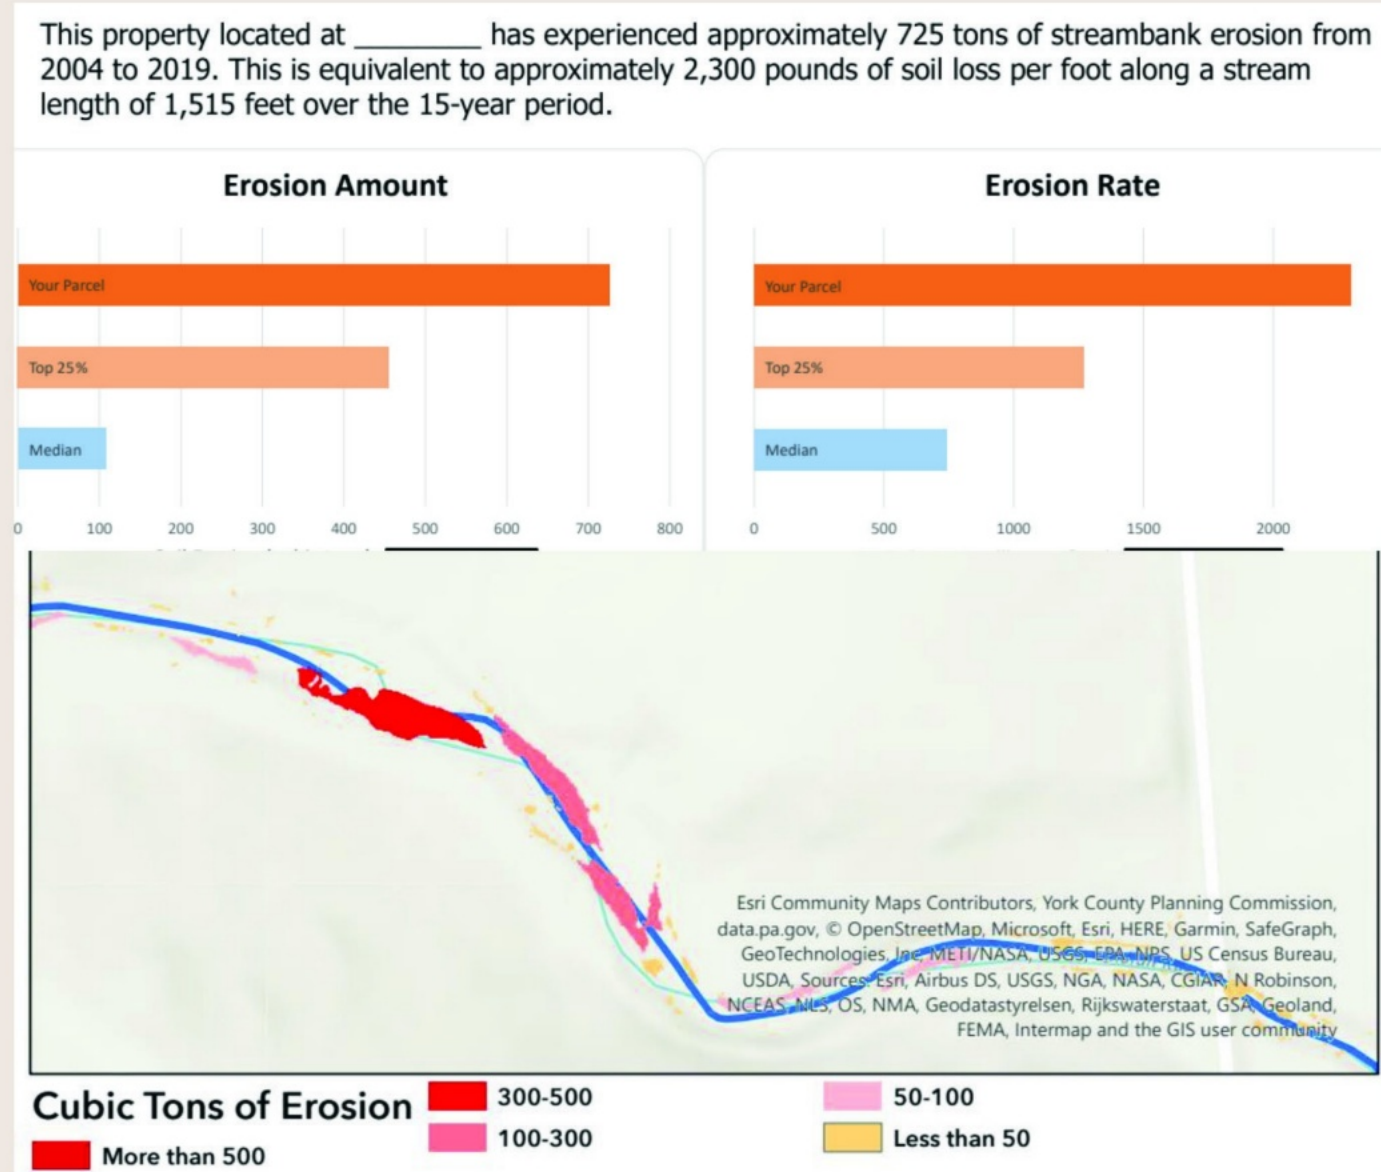 This property located at ________ has experienced approximately 725 tons of streambank erosion from
2004 to 2019. This is equivalent to approximately 2,300 pounds of soil loss per foot along a stream
length of 1,515 feet over the 15-year period.
Erosion Amount
Your Parcel
Top 25%
Median
0 100 200 300 400 500 600 700 800
Erosion Rate
Your Parcel
Top 25%
Median
0 500 1000 1500 2000
Esri Community Maps Contributors, York County Planning Commission,
data.pa.gov, © OpenStreetMap, Microsoft, Esri, HERE, Garmin, SafeGraph,
GeoTechnologies, Inc, METI/NASA, USGS, EPA, NPS, US Census Bureau,
USDA, Sources: Esri, Airbus DS, USGS, NGA, NASA, CGIAR, N Robinson,
NCEAS, NLS, OS, NMA, Geodatastyrelsen, Rijkswaterstaat, GSA, Geoland,
FEMA, Intermap and the GIS user community
Cubic Tons of Erosion
More than 500
300-500
100-300
50-100
Less than 50